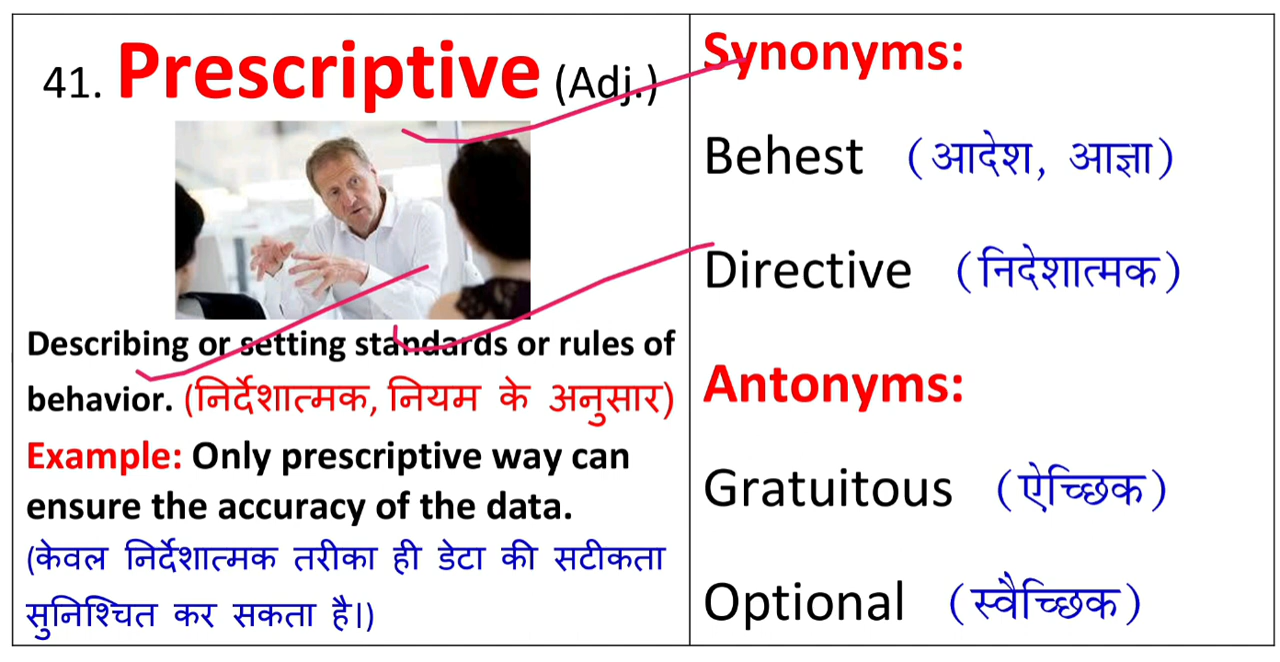 41. Prescriptive (Adj.)
Describing or setting standards or rules of
behavior. (निर्देशात्मक, नियम के अनुसार)
Example: Only prescriptive way can
ensure the accuracy of the data.
(केवल निर्देशात्मक तरीका ही डेटा की सटीकता
सुनिश्चित कर सकता है।)
Synonyms:
Behest (आदेश, आज्ञा)
Directive (निदेशात्मक)
Antonyms:
Gratuitous (ऐच्छिक)
Optional (स्वैच्छिक)